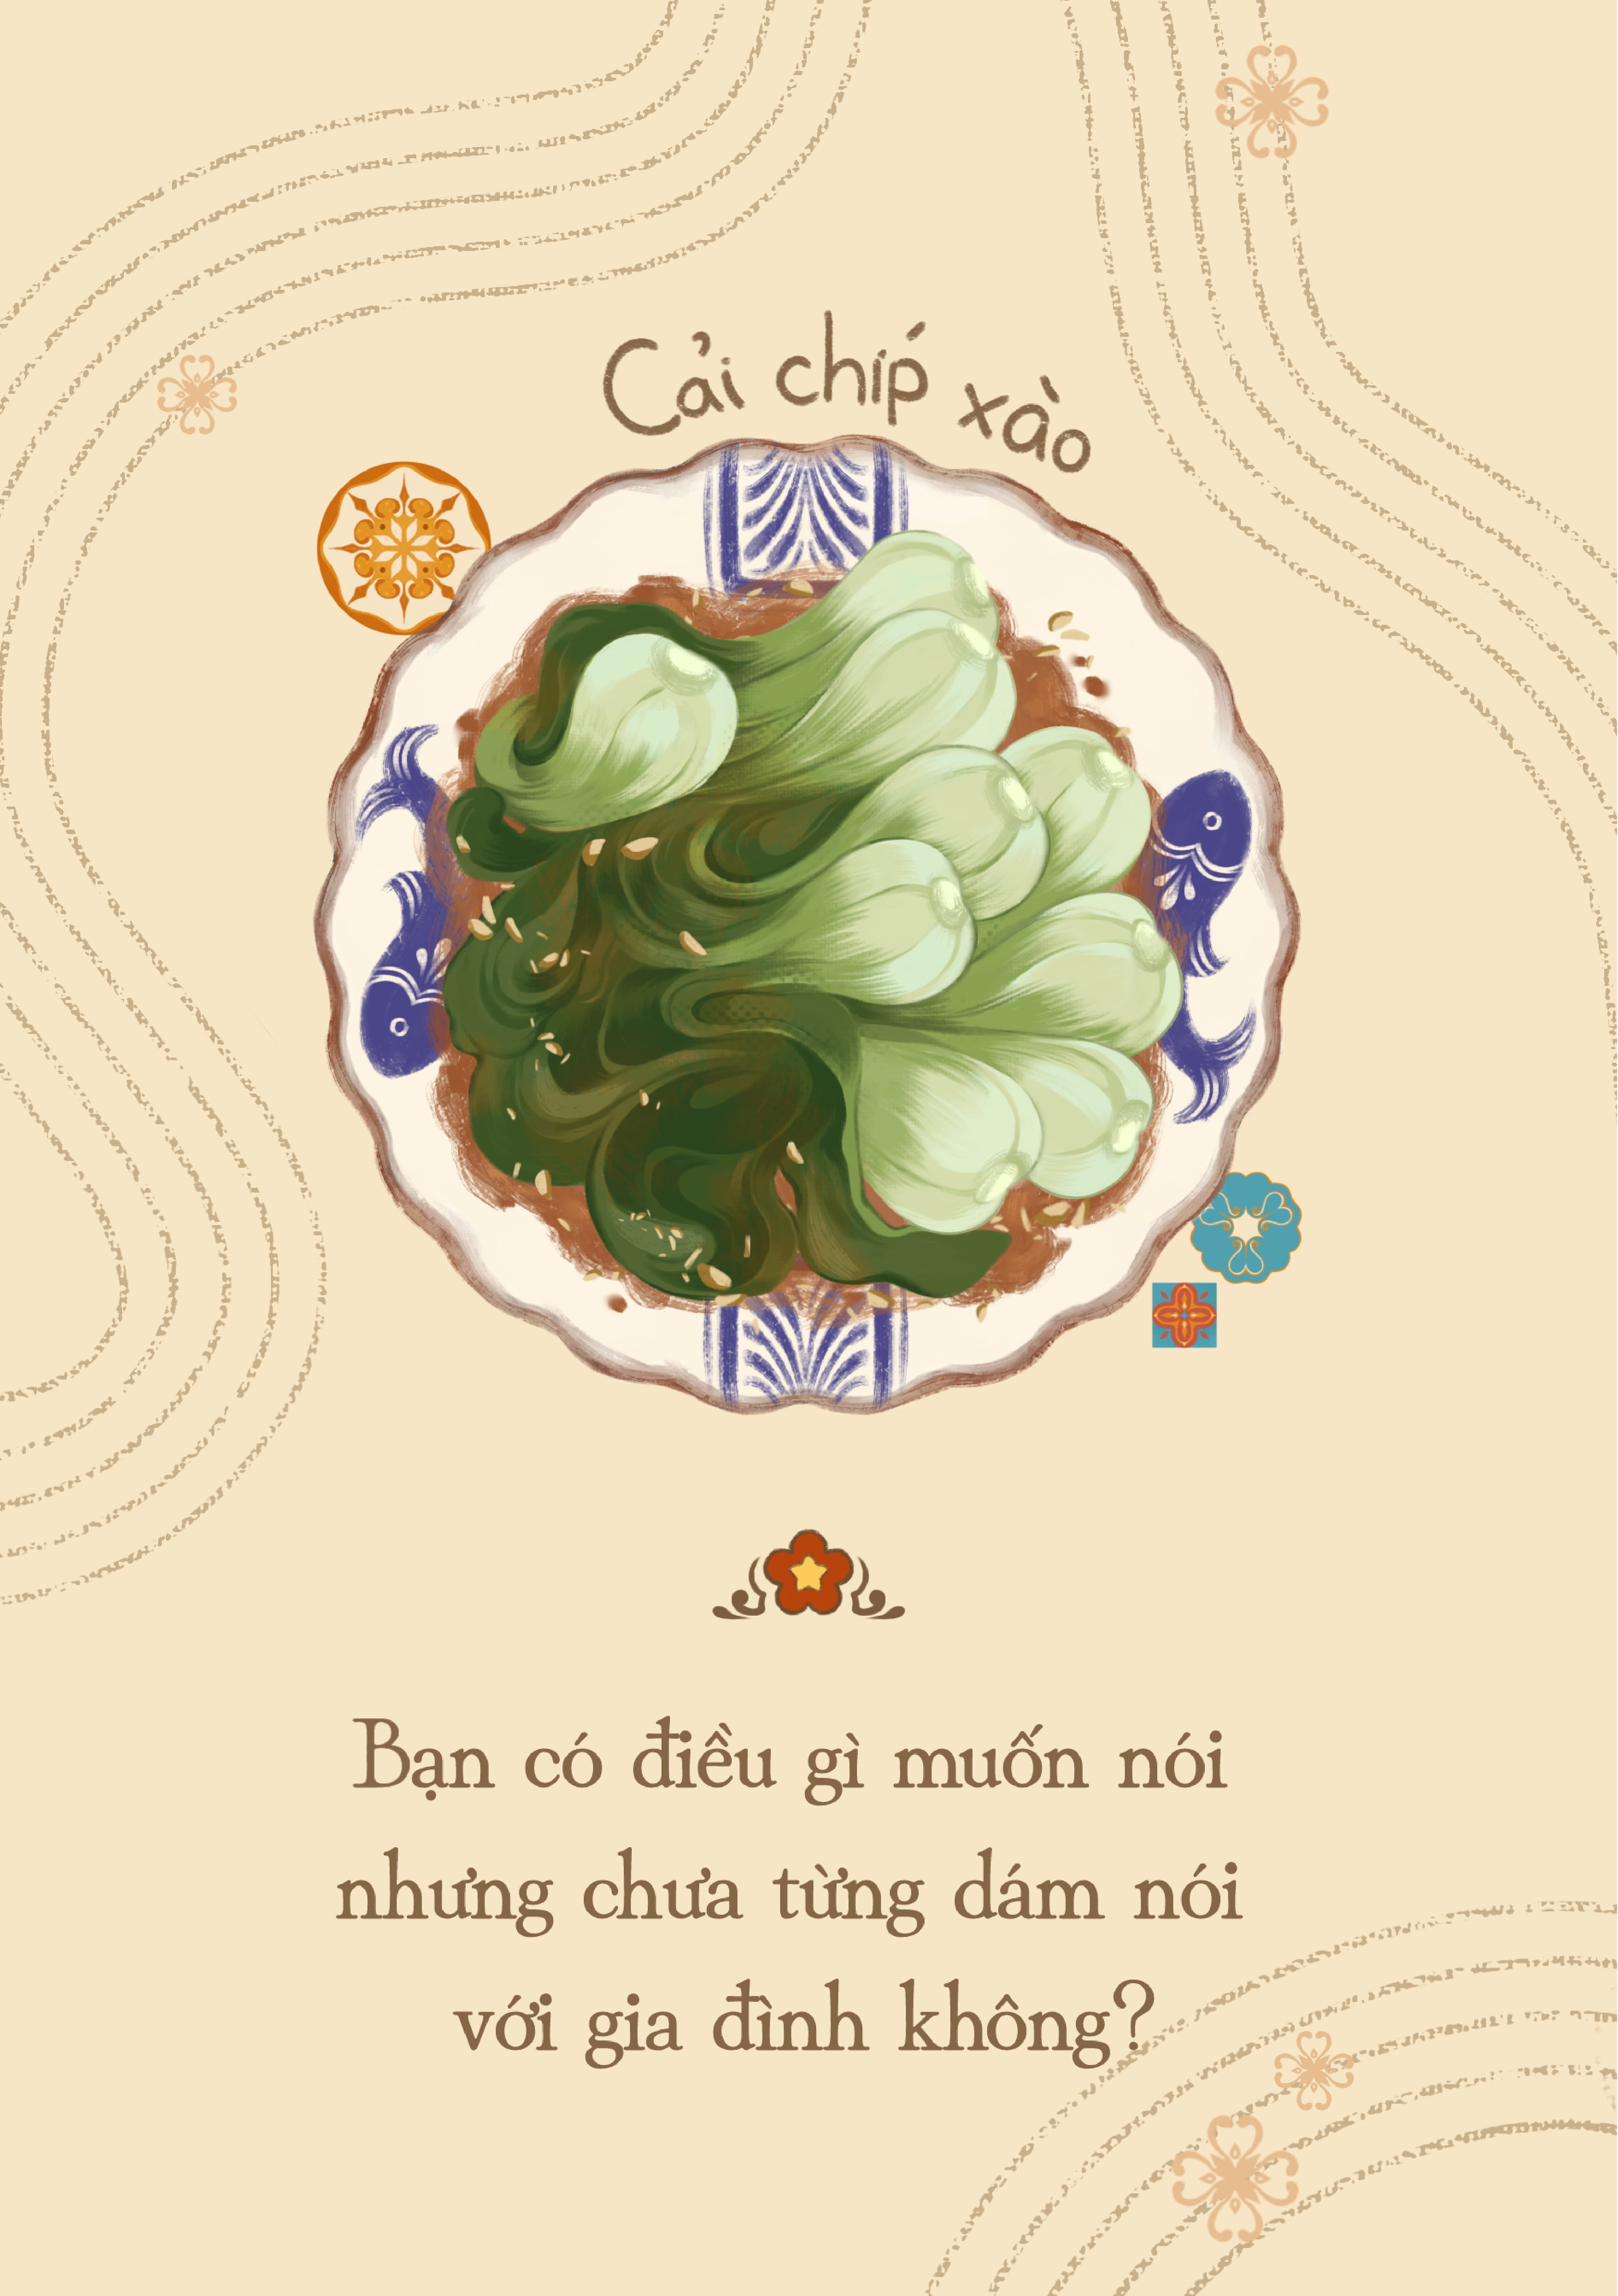 Cải chíp xào
Bạn có điều gì muốn nói
nhưng chưa từng dám nói
với gia đình không?